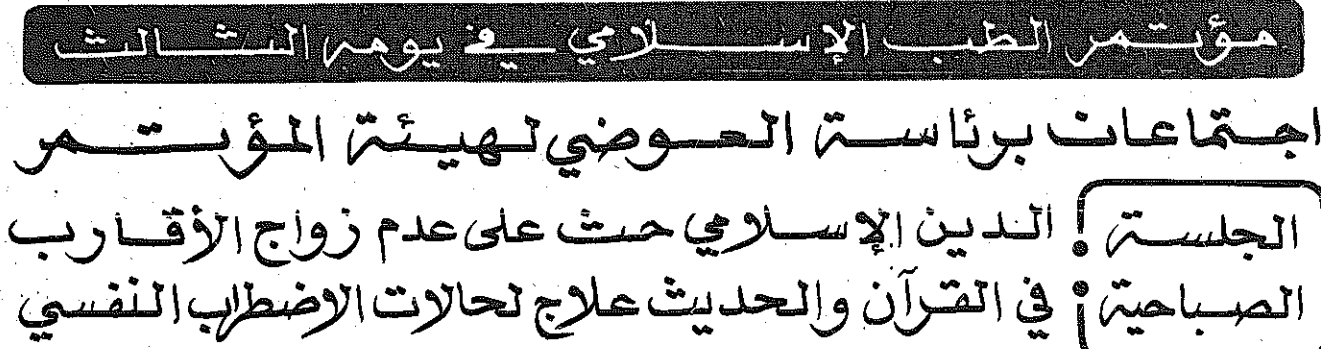 مؤتمر الطب الإسلامي في يومه الثالث
اجتماعات برئاسة العوضي لهيئة المؤتمر
الجلسة الدين الإسلامي حث على عدم زواج الأقارب
الصباحية في القرآن والحديث علاج لحالات الاضطراب النفسي